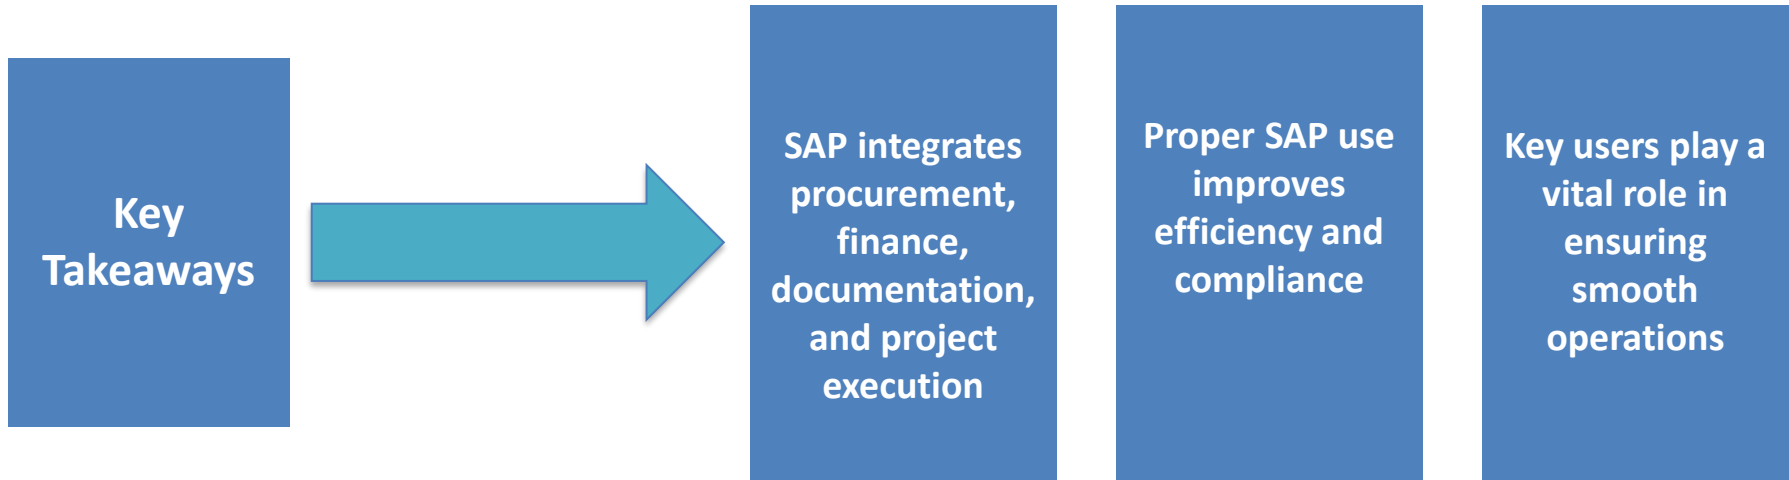 Key
Takeaways
SAP integrates
procurement,
finance,
documentation,
and project
execution
Proper SAP use
improves
efficiency and
compliance
Key users play a
vital role in
ensuring
smooth
operations